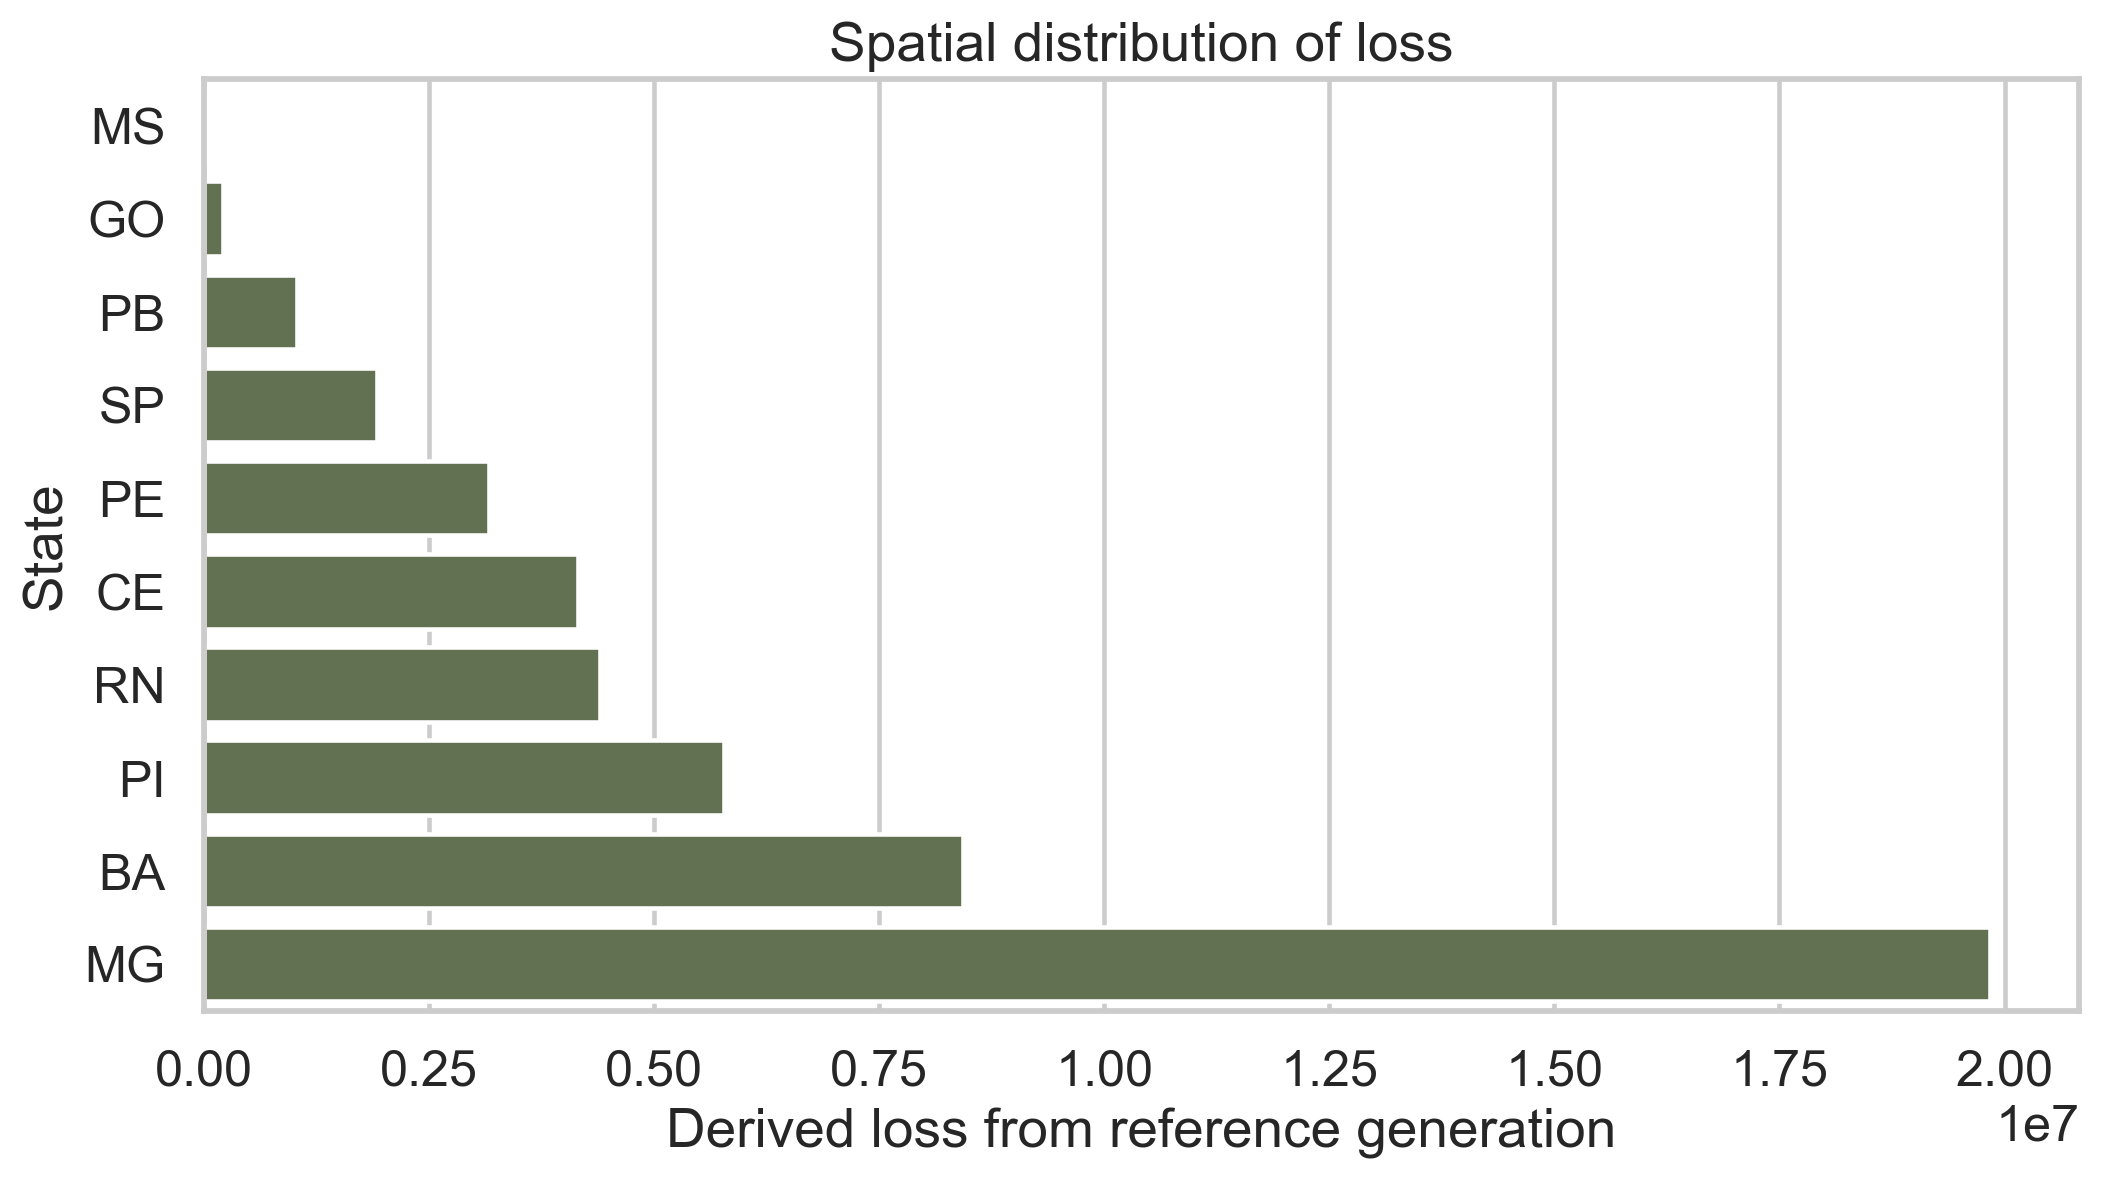 Spatial distribution of loss
State
MS
GO
PB
SP
PE
CE
RN
PI
BA
MG
0.00 0.25 0.50 0.75 1.00 1.25 1.50 1.75 2.00
1e7
Derived loss from reference generation